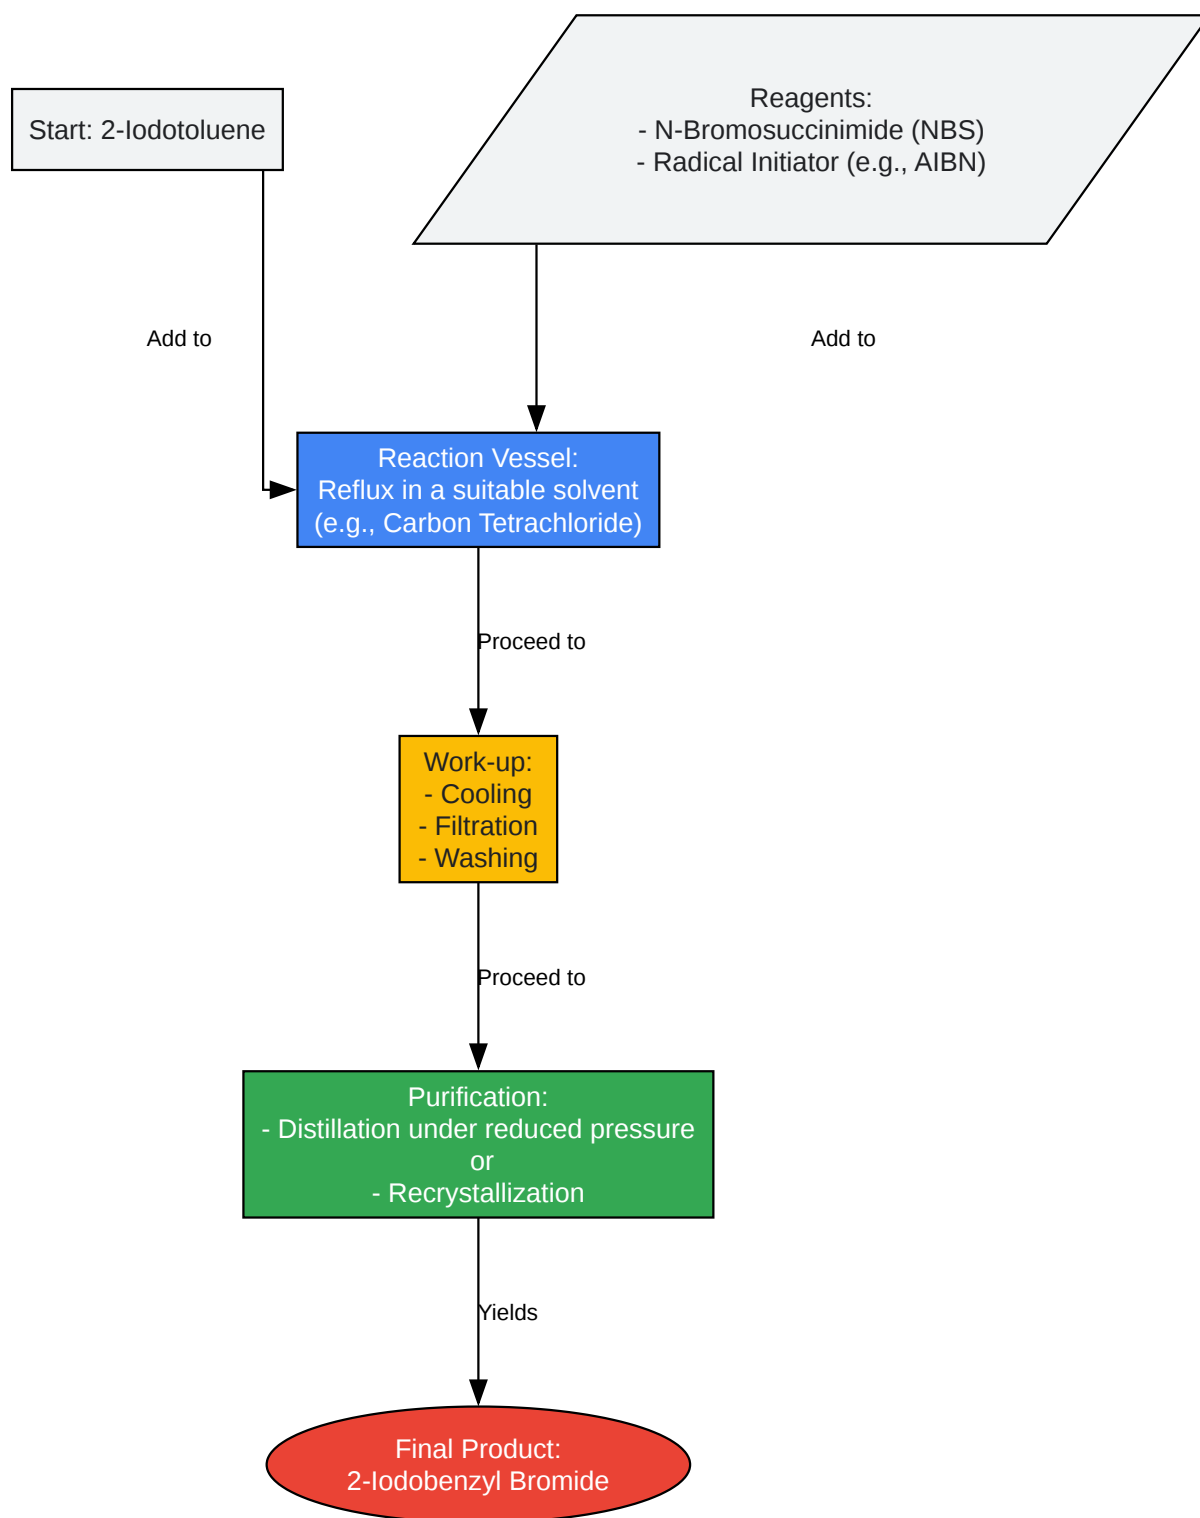 Start: 2-Iodotoluene
Reagents:
- N-Bromosuccinimide (NBS)
- Radical Initiator (e.g., AIBN)
Add to
Add to
Reaction Vessel:
Reflux in a suitable solvent
(e.g., Carbon Tetrachloride)
Proceed to
Work-up:
- Cooling
- Filtration
- Washing
Proceed to
Purification:
- Distillation under reduced pressure
or
- Recrystallization
Yields
Final Product:
2-Iodobenzyl Bromide